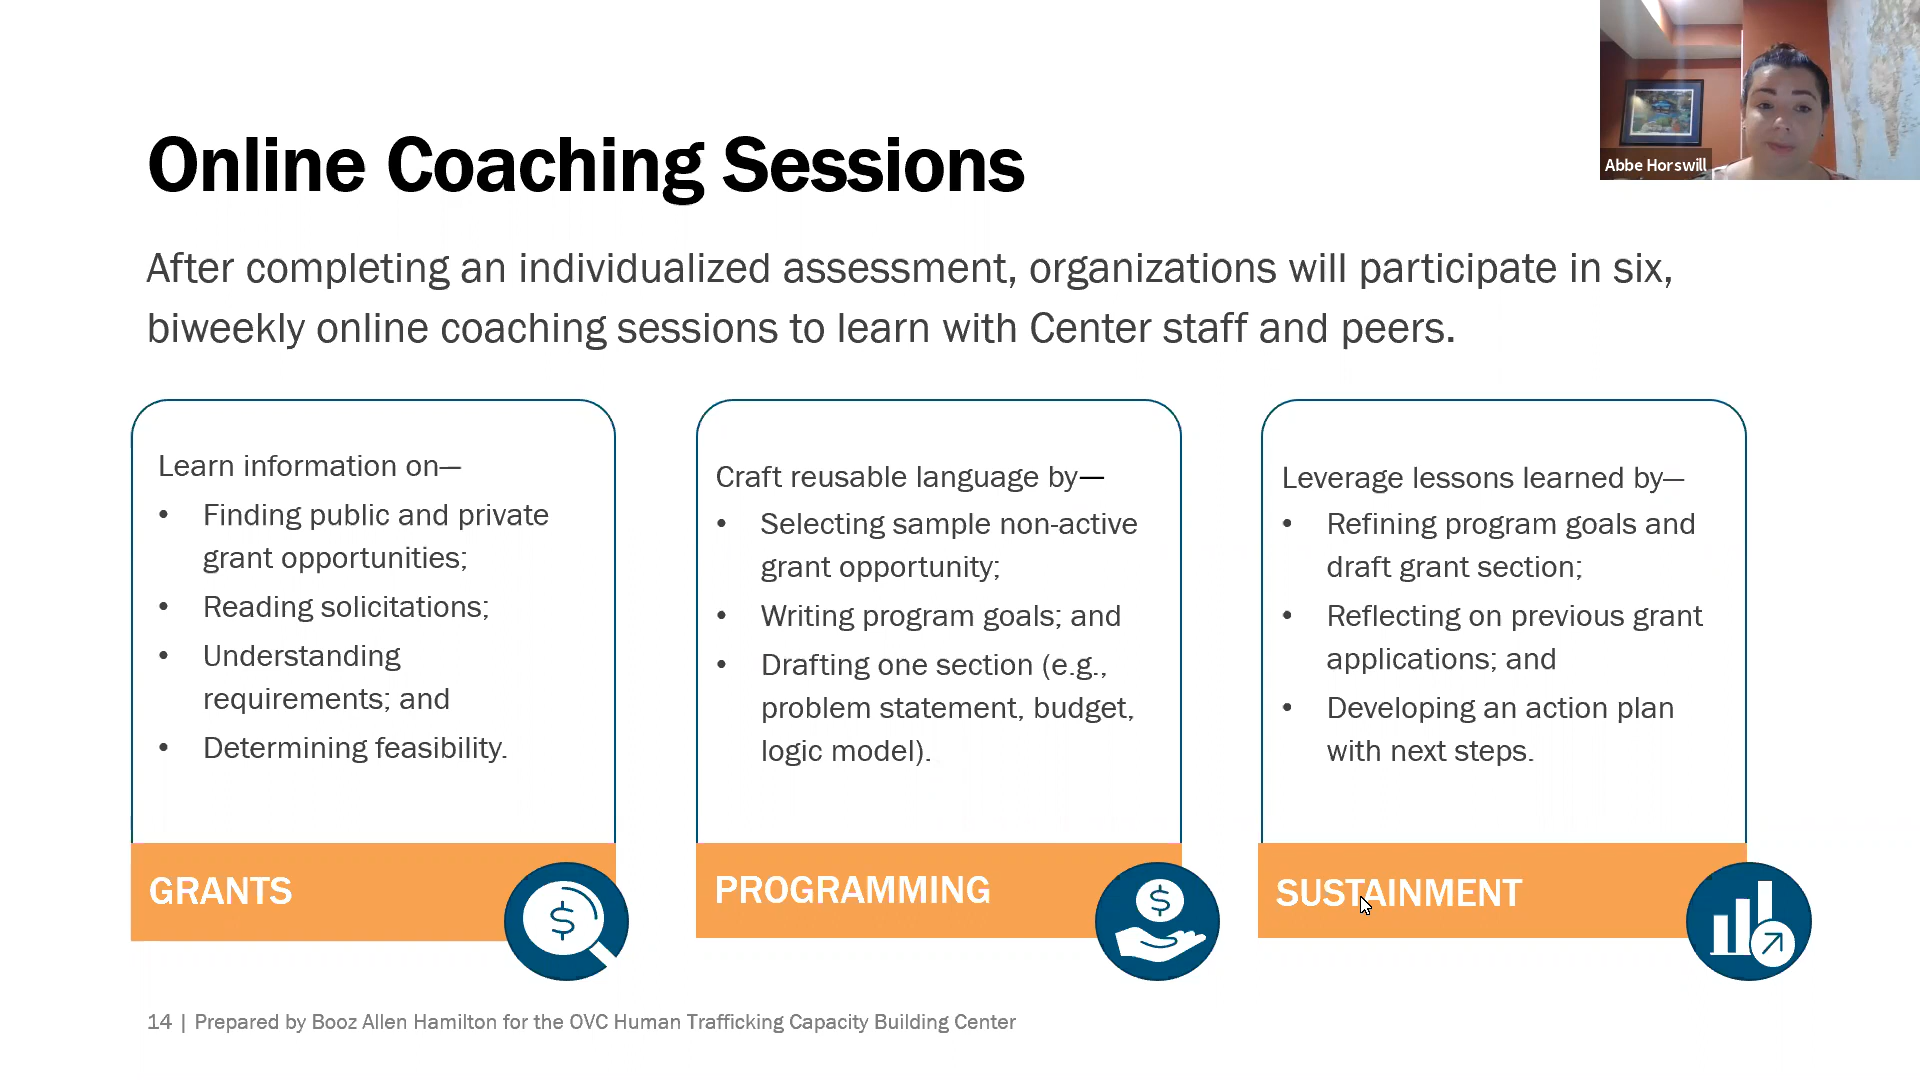 Abbe Horswill
Online Coaching Sessions
After completing an individualized assessment, organizations will participate in six,
biweekly online coaching sessions to learn with Center staff and peers.
Learn information on—
• Finding public and private
grant opportunities;
• Reading solicitations;
• Understanding
requirements; and
• Determining feasibility.
GRANTS
$
Craft reusable language by—
• Selecting sample non-active
grant opportunity;
• Writing program goals; and
• Drafting one section (e.g.,
problem statement, budget,
logic model).
PROGRAMMING
$
Leverage lessons learned by—
• Refining program goals and
draft grant section;
• Reflecting on previous grant
applications; and
• Developing an action plan
with next steps.
SUSTAINMENT
14 | Prepared by Booz Allen Hamilton for the OVC Human Trafficking Capacity Building Center